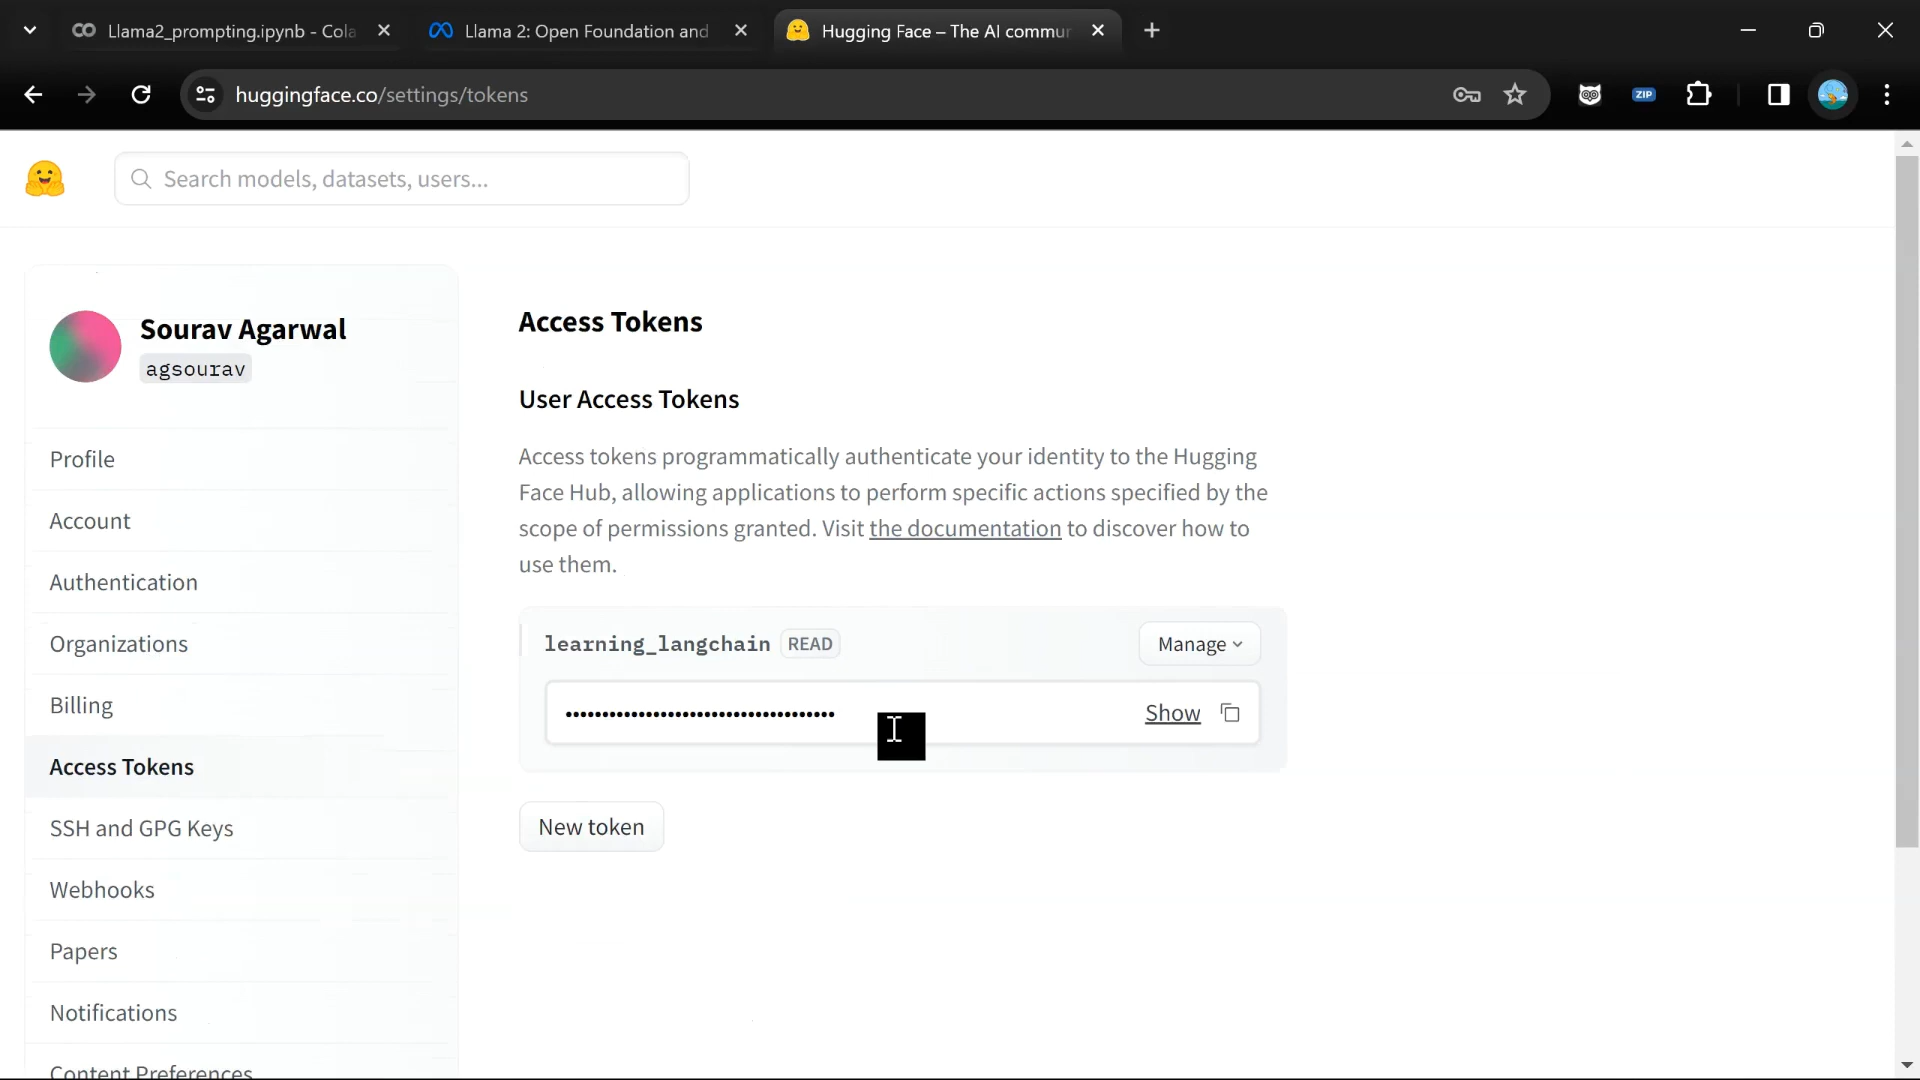 Llama2_prompting.ipynb - Cola
Llama 2: Open Foundation and
Hugging Face – The AI commun
huggingface.co/settings/tokens
ZIP
Search models, datasets, users...
Sourav Agarwal
agsourav
Profile
Account
Authentication
Organizations
Billing
Access Tokens
SSH and GPG Keys
Webhooks
Papers
Notifications
Content Preferences
Access Tokens
User Access Tokens
Access tokens programmatically authenticate your identity to the Hugging
Face Hub, allowing applications to perform specific actions specified by the
scope of permissions granted. Visit the documentation to discover how to
use them.
learning_langchain READ
Manage
•••••••••••••••••••••••••••••••••••••
Show
New token